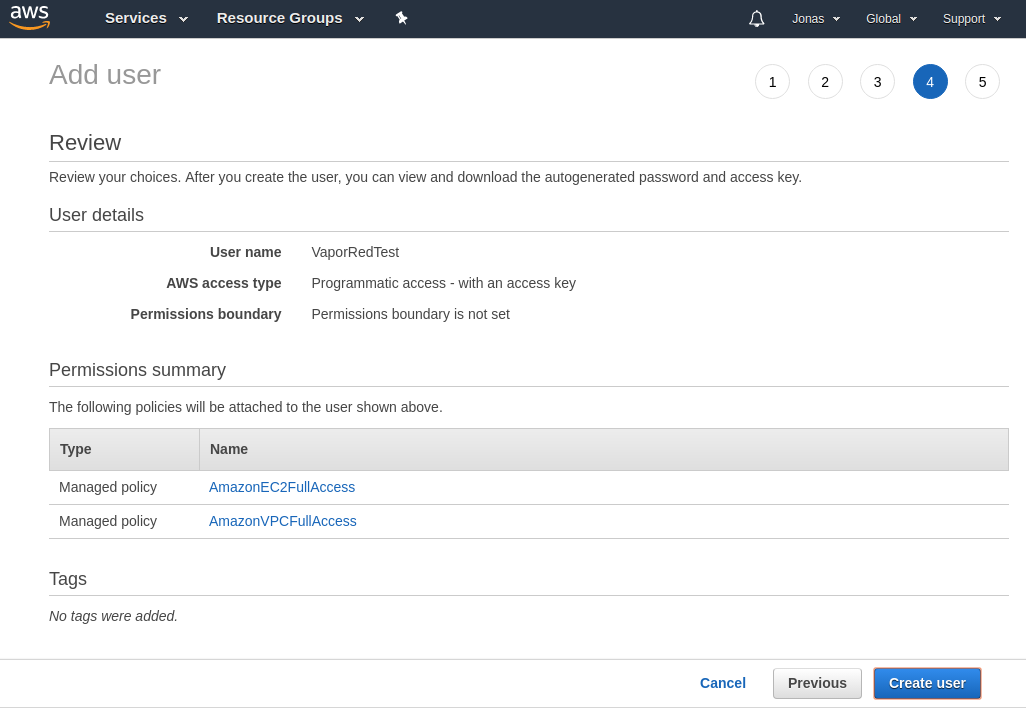 aws Services Resource Groups Jonas Global Support
Add user 1 2 3 4 5
Review
Review your choices. After you create the user, you can view and download the autogenerated password and access key.
User details
User name VaporRedTest
AWS access type Programmatic access - with an access key
Permissions boundary Permissions boundary is not set
Permissions summary
The following policies will be attached to the user shown above.
Type Name
Managed policy AmazonEC2FullAccess
Managed policy AmazonVPCFullAccess
Tags
No tags were added.
Cancel Previous Create user